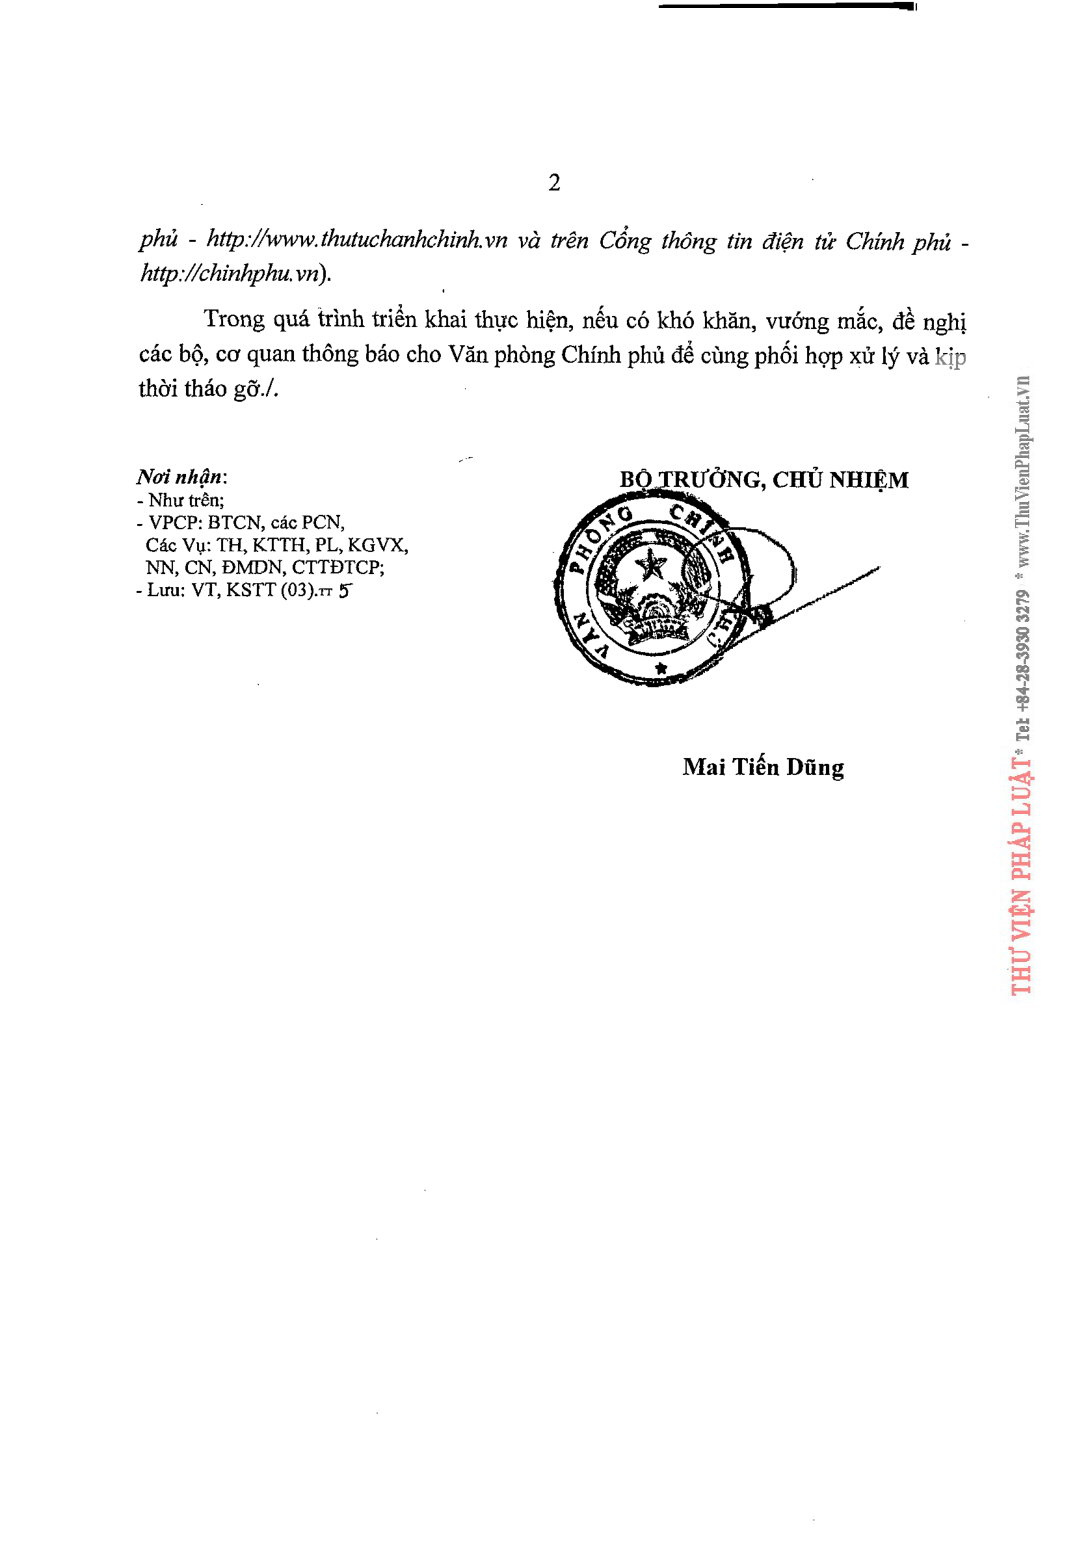 2
phủ - http://www.thutuchanhchinh.vn và trên Cổng thông tin điện tử Chính phủ -
http://chinhphu.vn).
Trong quá trình triển khai thực hiện, nếu có khó khăn, vướng mắc, đề nghị
các bộ, cơ quan thông báo cho Văn phòng Chính phủ để cùng phối hợp xử lý và kịp
thời tháo gỡ./.
Nơi nhận:
- Như trên;
- VPCP: BTCN, các PCN,
Các Vụ: TH, KTTH, PL, KGVX,
NN, CN, ĐMDN, CTTĐTCP;
- Lưu: VT, KSTT (03). 5
BỘ TRƯỞNG, CHỦ NHIỆM
VĂN PHÒNG CHÍNH PHỦ
Mai Tiến Dũng
THƯ VIỆN PHÁP LUẬT * Tel: +84-28-3930 3279 * www.ThuVienPhapLuat.vn